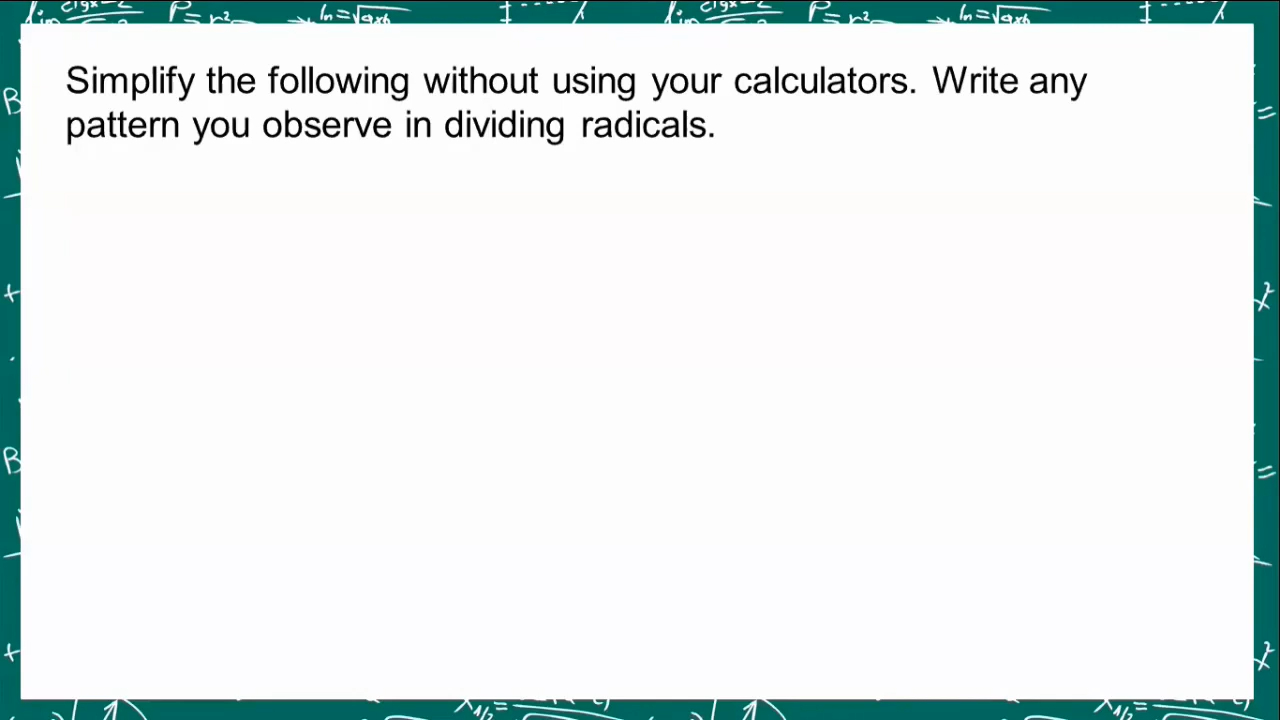 Simplify the following without using your calculators. Write any
pattern you observe in dividing radicals.